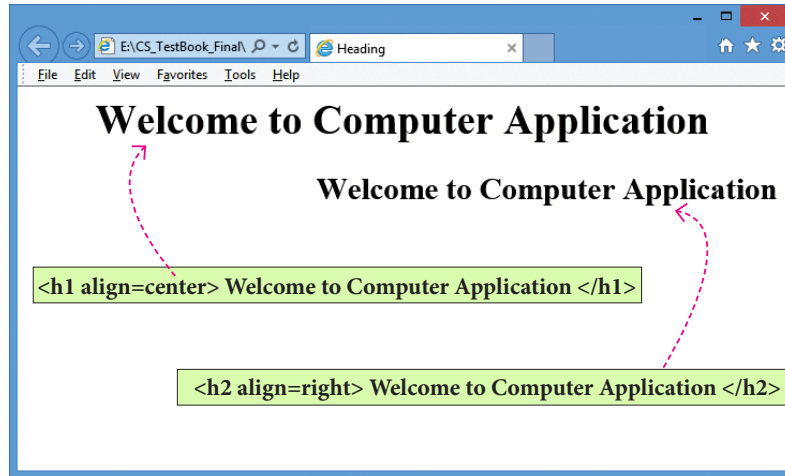 E:\CS_TestBook_Final\ Heading
File Edit View Favorites Tools Help
Welcome to Computer Application
Welcome to Computer Application
<h1 align=center> Welcome to Computer Application </h1>
<h2 align=right> Welcome to Computer Application </h2>